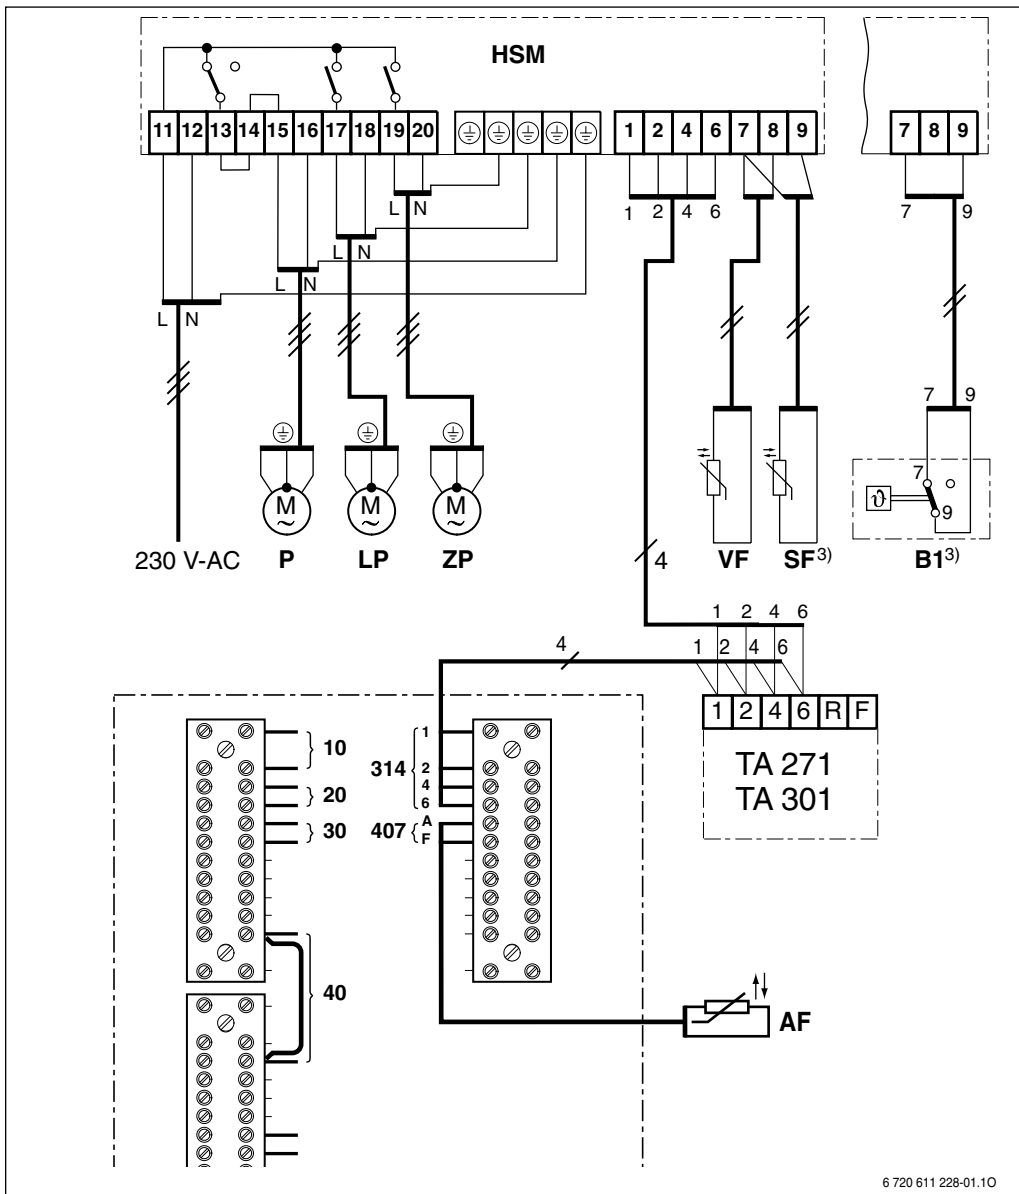 HSM
11 12 13 14 15 16 17 18 19 20
1 2 4 6 7 8 9
7 8 9
1 2 4 6
7 9
L N
L N
L N
L N
7 9
7
ϑ
9
M
~
M
~
M
~
230 V-AC P LP ZP
4
VF SF3) B13)
1 2 4 6
4
1 2 4 6
1 2 4 6 R F
TA 271
TA 301
10
20
30
40
314
1
2
4
6
407
A
F
AF
6 720 611 228-01.1O